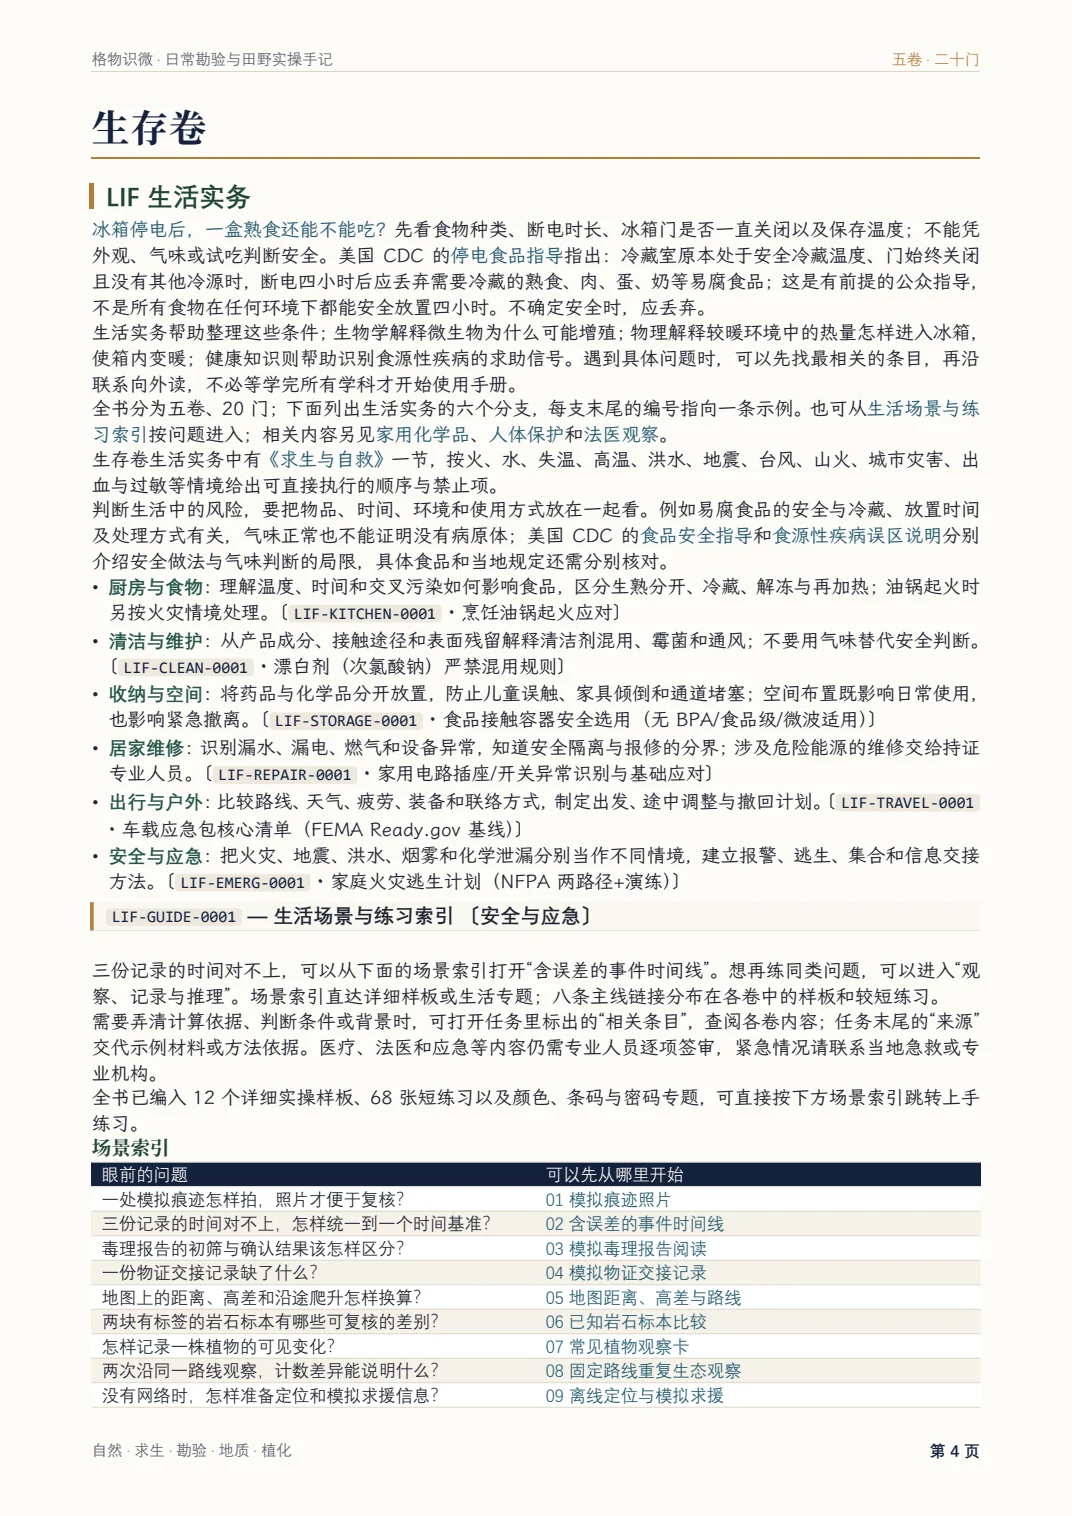 格物识微 · 日常勘验与田野实操手记
五卷 · 二十门
生存卷
LIF 生活实务
冰箱停电后，一盒熟食还能不能吃？先看食物种类、断电时长、冰箱门是否一直关闭以及保存温度；不能凭
外观、气味或试吃判断安全。美国 CDC 的停电食品指导指出：冷藏室原本处于安全冷藏温度、门始终关闭
且没有其他冷源时，断电四小时后应丢弃需要冷藏的熟食、肉、蛋、奶等易腐食品；这是有前提的公众指导，
不是所有食物在任何环境下都能安全放置四小时。不确定安全时，应丢弃。
生活实务帮助整理这些条件；生物学解释微生物为什么可能增殖；物理解释较暖环境中的热量怎样进入冰箱，
使箱内变暖；健康知识则帮助识别食源性疾病的求助信号。遇到具体问题时，可以先找最相关的条目，再沿
联系向外读，不必等学完所有学科才开始使用手册。
全书分为五卷、20 门；下面列出生活实务的六个分支，每支末尾的编号指向一条示例。也可从生活场景与练
习索引按问题进入；相关内容另见家用化学品、人体保护和法医观察。
生存卷生活实务中有《求生与自救》一节，按火、水、失温、高温、洪水、地震、台风、山火、城市灾害、出
血与过敏等情境给出可直接执行的顺序与禁止项。
判断生活中的风险，要把物品、时间、环境和使用方式放在一起看。例如易腐食品的安全与冷藏、放置时间
及处理方式有关，气味正常也不能证明没有病原体；美国 CDC 的食品安全指导和食源性疾病误区说明分别
介绍安全做法与气味判断的局限，具体食品和当地规定还需分别核对。
• 厨房与食物：理解温度、时间和交叉污染如何影响食品，区分生熟分开、冷藏、解冻与再加热；油锅起火时
另按火灾情境处理。〔LIF-KITCHEN-0001 · 烹饪油锅起火应对〕
• 清洁与维护：从产品成分、接触途径和表面残留解释清洁剂混用、霉菌和通风；不要用气味替代安全判断。
〔LIF-CLEAN-0001 · 漂白剂（次氯酸钠）严禁混用规则〕
• 收纳与空间：将药品与化学品分开放置，防止儿童误触、家具倾倒和通道堵塞；空间布置既影响日常使用，
也影响紧急撤离。〔LIF-STORAGE-0001 · 食品接触容器安全选用（无 BPA/食品级/微波适用）〕
• 居家维修：识别漏水、漏电、燃气和设备异常，知道安全隔离与报修的分界；涉及危险能源的维修交给持证
专业人员。〔LIF-REPAIR-0001 · 家用电路插座/开关异常识别与基础应对〕
• 出行与户外：比较路线、天气、疲劳、装备和联络方式，制定出发、途中调整与撤回计划。〔LIF-TRAVEL-0001
· 车载应急包核心清单（FEMA Ready.gov 基线）〕
• 安全与应急：把火灾、地震、洪水、烟雾和化学泄漏分别当作不同情境，建立报警、逃生、集合和信息交接
方法。〔LIF-EMERG-0001 · 家庭火灾逃生计划（NFPA 两路径+演练）〕
LIF-GUIDE-0001 — 生活场景与练习索引 〔安全与应急〕
三份记录的时间对不上，可以从下面的场景索引打开“含误差的事件时间线”。想再练同类问题，可以进入“观
察、记录与推理”。场景索引直达详细样板或生活专题；八条主线链接分布在各卷中的样板和较短练习。
需要弄清计算依据、判断条件或背景时，可打开任务里标出的“相关条目”，查阅各卷内容；任务末尾的“来源”
交代示例材料或方法依据。医疗、法医和应急等内容仍需专业人员逐项签审，紧急情况请联系当地急救或专
业机构。
全书已编入 12 个详细实操样板、68 张短练习以及颜色、条码与密码专题，可直接按下方场景索引跳转上手
练习。
场景索引
眼前的问题 可以先从哪里开始
一处模拟痕迹怎样拍，照片才便于复核？ 01 模拟痕迹照片
三份记录的时间对不上，怎样统一到一个时间基准？ 02 含误差的事件时间线
毒理报告的初筛与确认结果该怎样区分？ 03 模拟毒理报告阅读
一份物证交接记录缺了什么？ 04 模拟物证交接记录
地图上的距离、高差和沿途爬升怎样换算？ 05 地图距离、高差与路线
两块有标签的岩石标本有哪些可复核的差别？ 06 已知岩石标本比较
怎样记录一株植物的可见变化？ 07 常见植物观察卡
两次沿同一路线观察，计数差异能说明什么？ 08 固定路线重复生态观察
没有网络时，怎样准备定位和模拟求援信息？ 09 离线定位与模拟求援
自然 · 求生 · 勘验 · 地质 · 植化
第 4 页